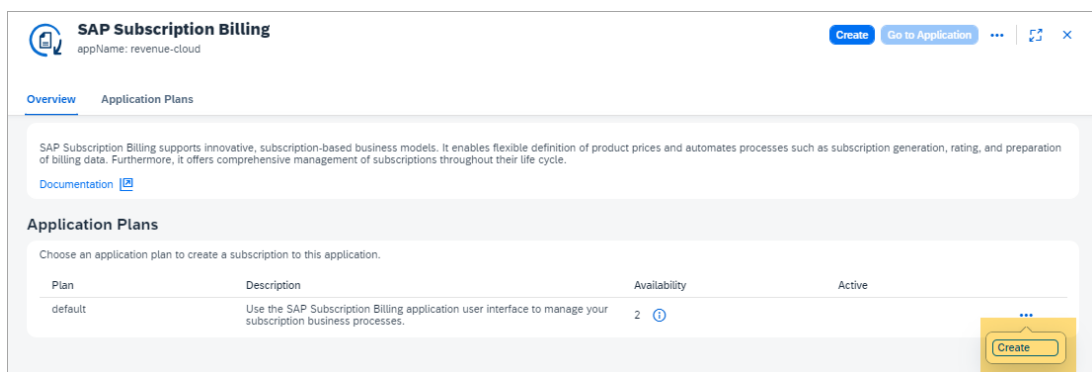 SAP Subscription Billing
appName: revenue-cloud
Create
Go to Application
Overview
Application Plans
SAP Subscription Billing supports innovative, subscription-based business models. It enables flexible definition of product prices and automates processes such as subscription generation, rating, and preparation
of billing data. Furthermore, it offers comprehensive management of subscriptions throughout their life cycle.
Documentation
Application Plans
Choose an application plan to create a subscription to this application.
Plan Description Availability Active
default Use the SAP Subscription Billing application user interface to manage your
subscription business processes. 2
Create